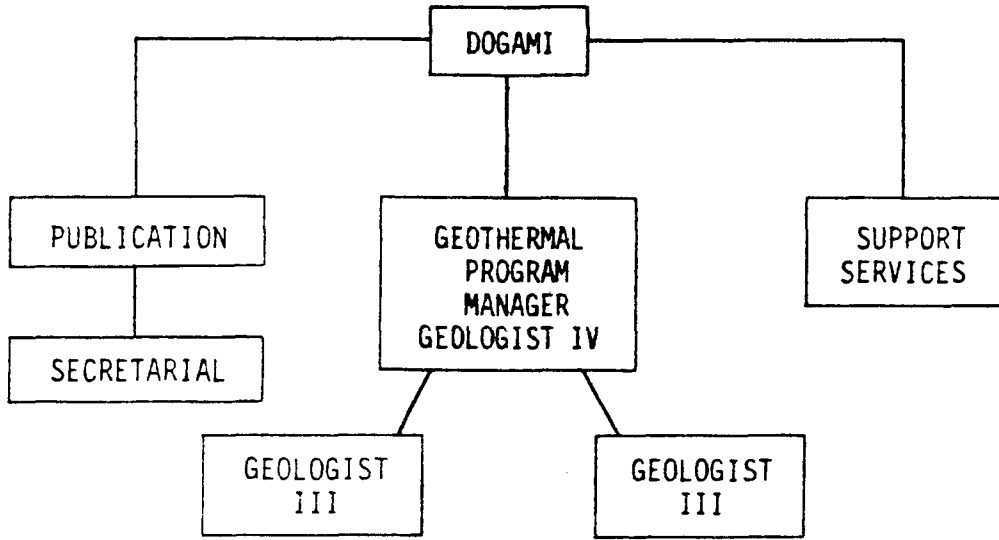 DOGAMI
PUBLICATION
SECRETARIAL
GEOTHERMAL
PROGRAM
MANAGER
GEOLOGIST IV
SUPPORT
SERVICES
GEOLOGIST
III
GEOLOGIST
III